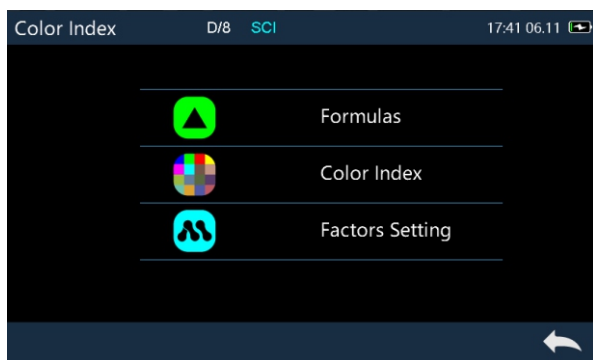 Color Index D/8 SCI 17:41 06.11
Formulas
Color Index
Factors Setting